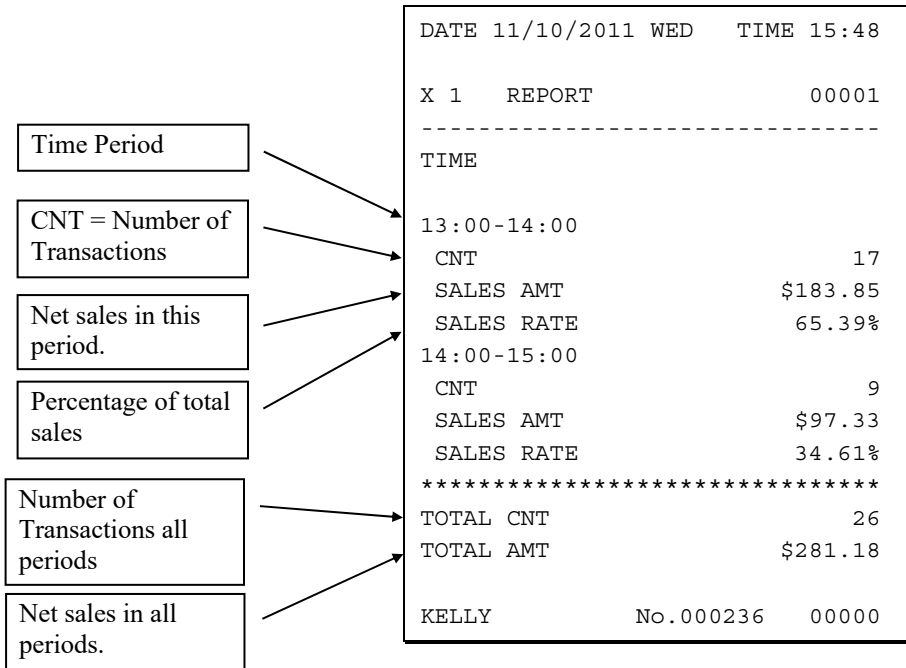 DATE 11/10/2011 WED TIME 15:48
X 1 REPORT 00001
--------------------------------
TIME
13:00-14:00
CNT 17
SALES AMT $183.85
SALES RATE 65.39%
14:00-15:00
CNT 9
SALES AMT $97.33
SALES RATE 34.61%
********************************
TOTAL CNT 26
TOTAL AMT $281.18
KELLY No.000236 00000
Time Period
CNT = Number of
Transactions
Net sales in this
period.
Percentage of total
sales
Number of
Transactions all
periods
Net sales in all
periods.